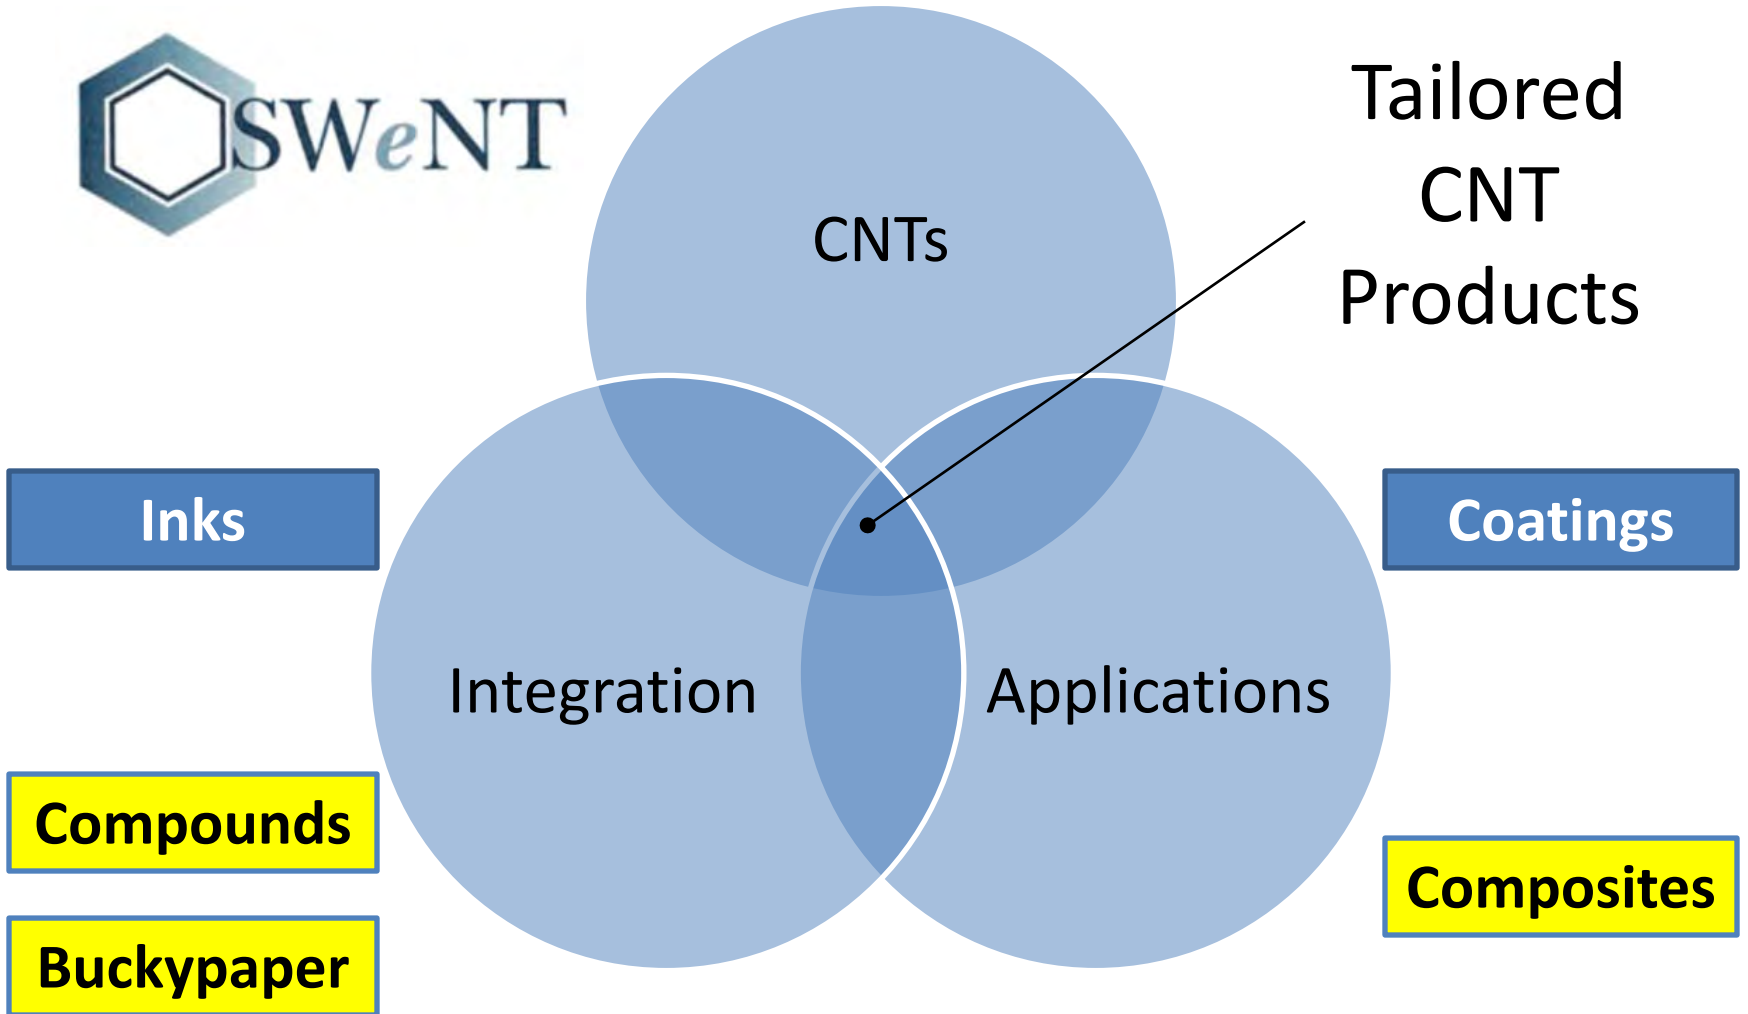 SWeNT
Tailored
CNT
Products
CNTs
Inks
Coatings
Integration
Applications
Compounds
Composites
Buckypaper